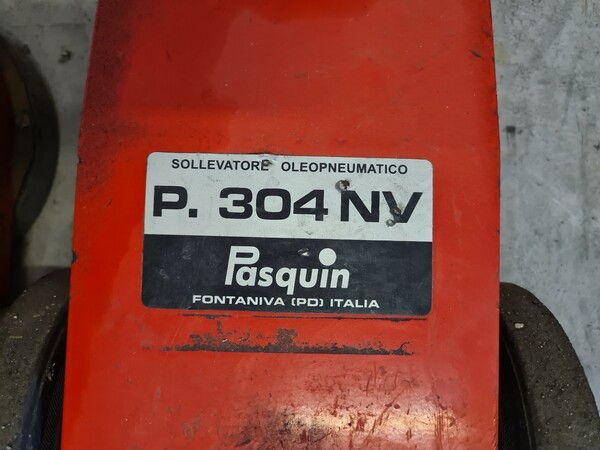 SOLLEVATORE OLEOPNEUMATICO
P. 304 NV
Pasquin
FONTANIVA (PD) ITALIA